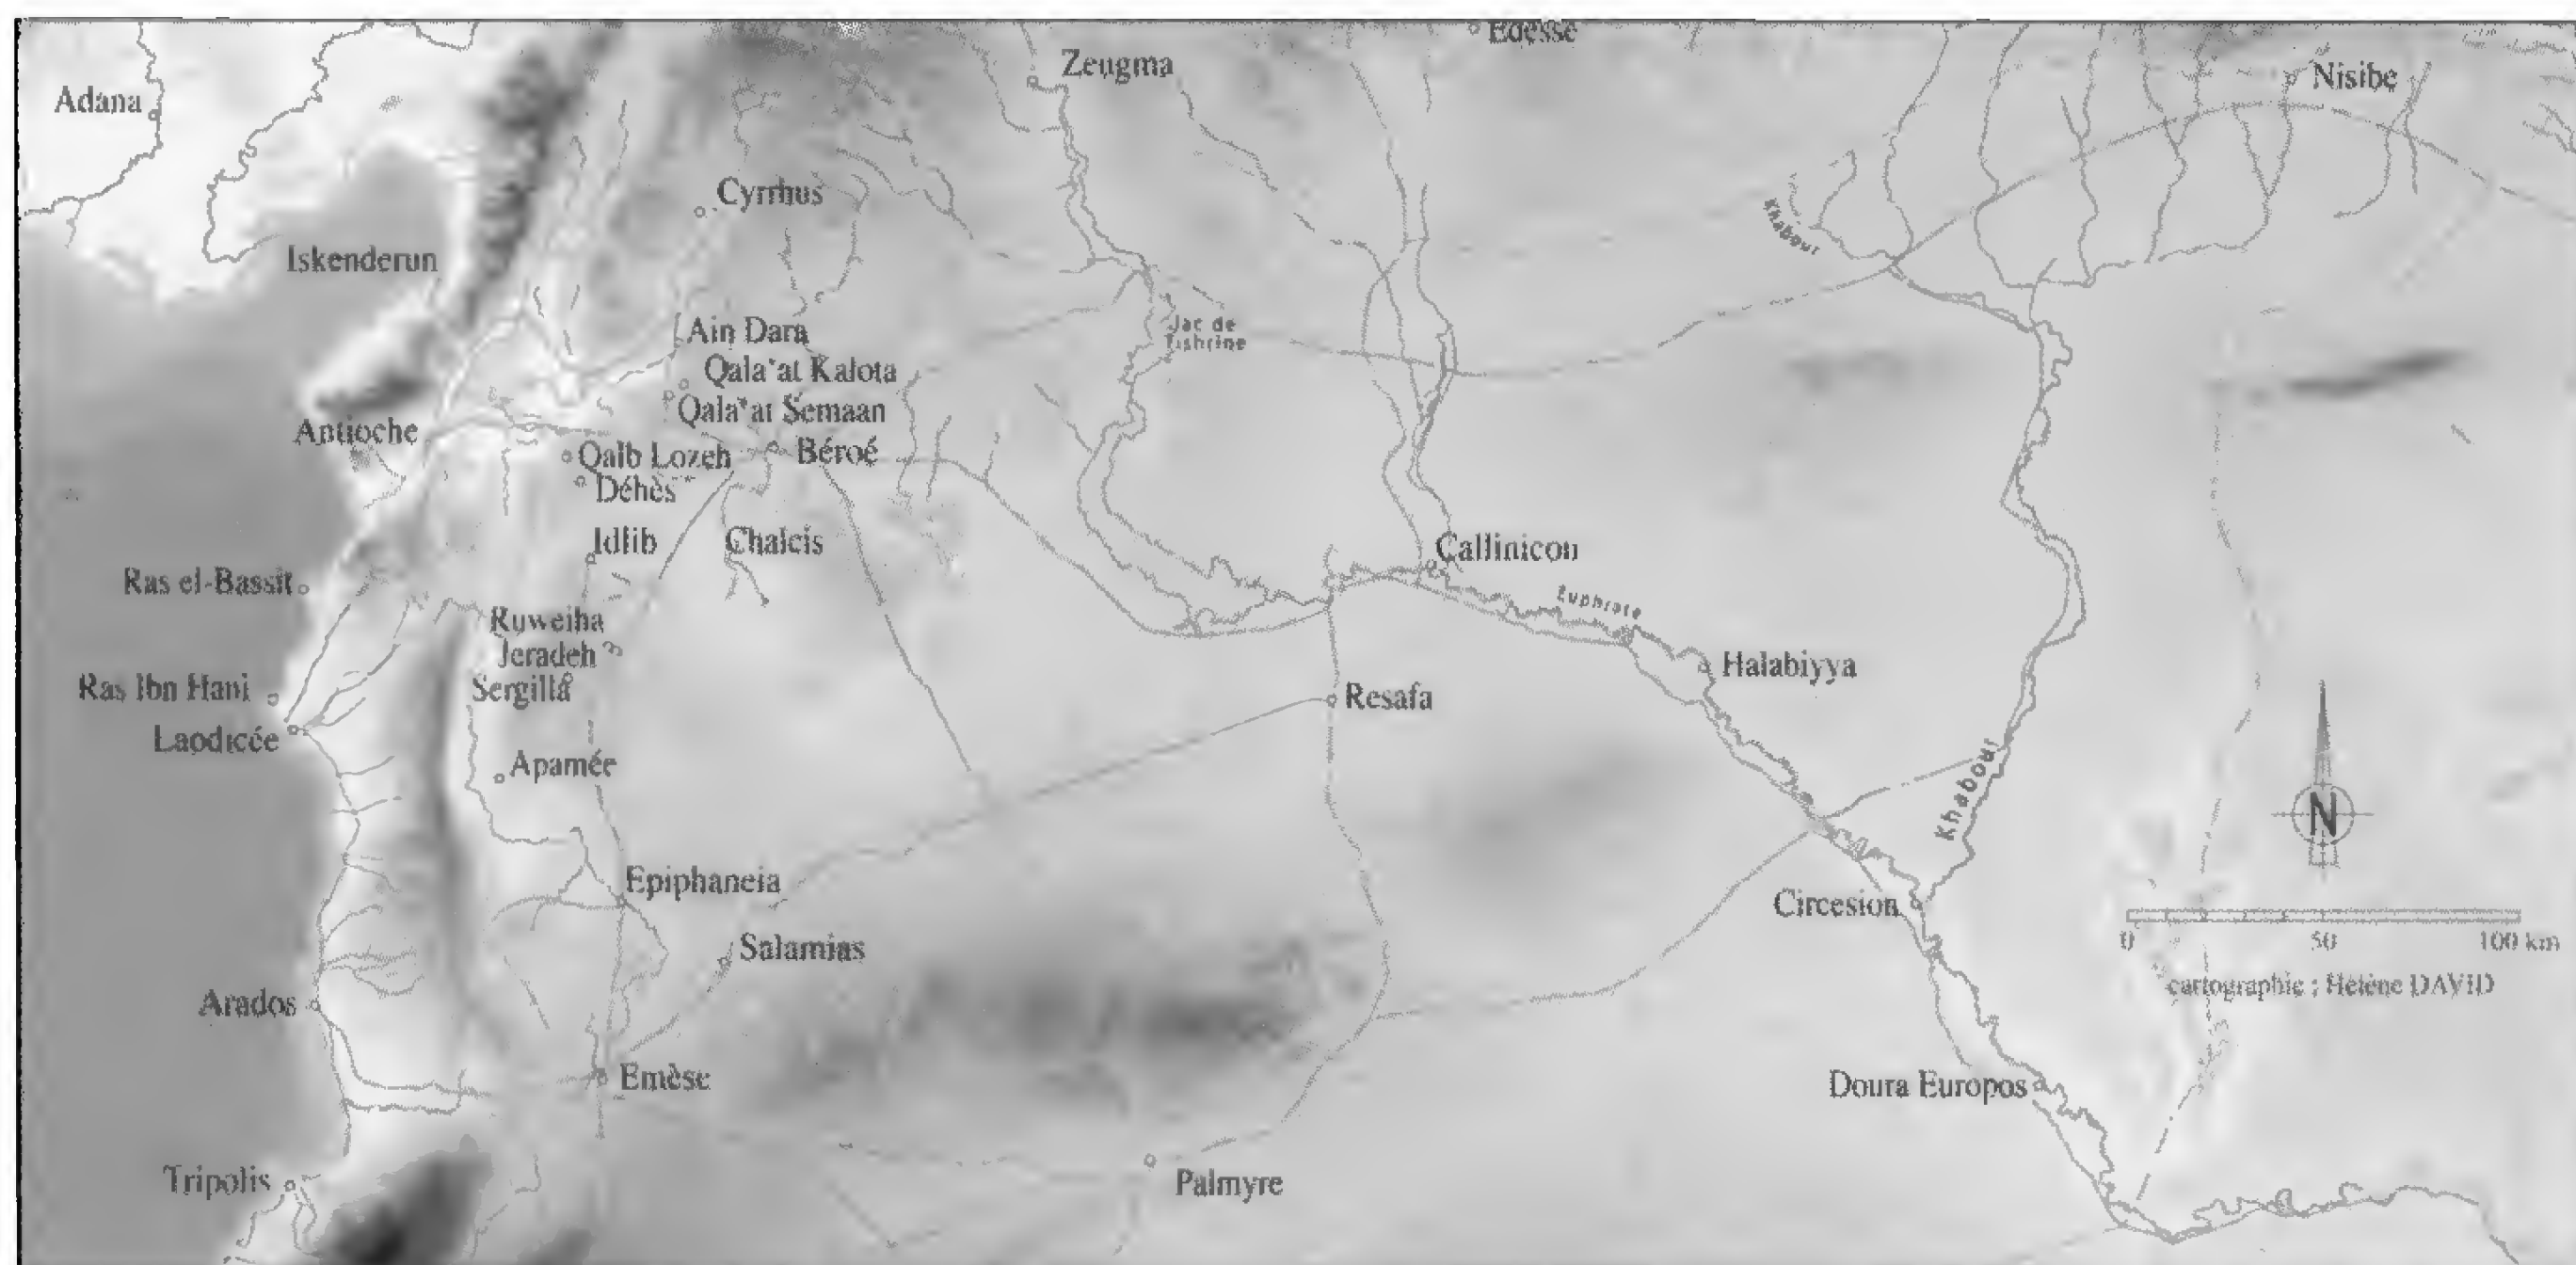 Edesse
Zeugma
Nisibe
Adana
Cyrrhus
Khabour
Iskenderun
Ain Dara
Lac de
Tishrine
Qala'at Kalota
Qala'at Semaan
Antioche
Qalb Lozeh
Béroé
Déhès
Idlib
Chalcis
Callinicon
Ras el-Bassit
Euphrate
Ruweiha
Jeradeh
Halabiyya
Ras Ibn Hani
Sergilla
Resafa
Laodicée
Apamée
Khabour
N
Epiphaneia
Circesion
0 50 100 km
Salamias
cartographie : Hélène DAVID
Arados
Emèse
Doura Europos
Tripolis
Palmyre